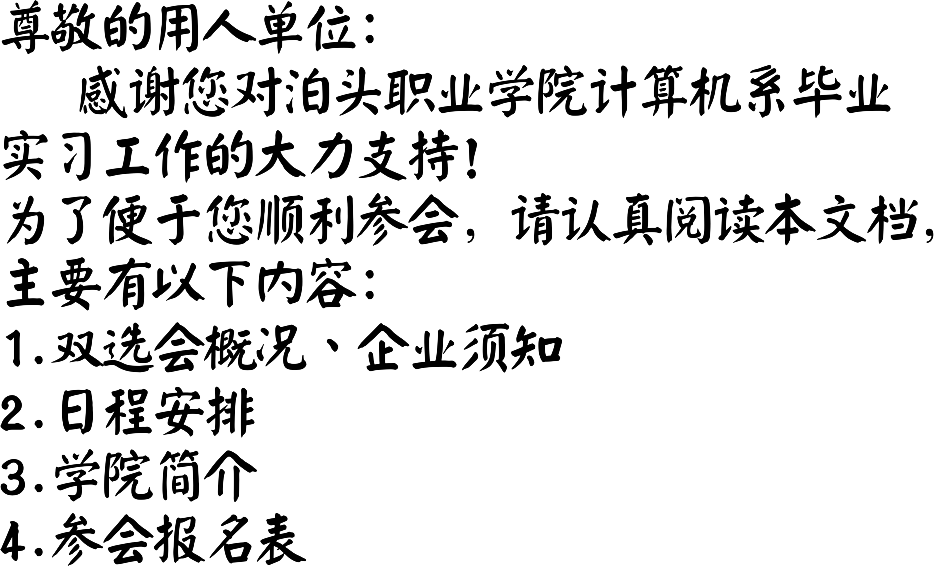 尊敬的用人单位：
感谢您对泊头职业学院计算机系毕业
实习工作的大力支持！
为了便于您顺利参会，请认真阅读本文档，
主要有以下内容：
1.双选会概况、企业须知
2.日程安排
3.学院简介
4.参会报名表